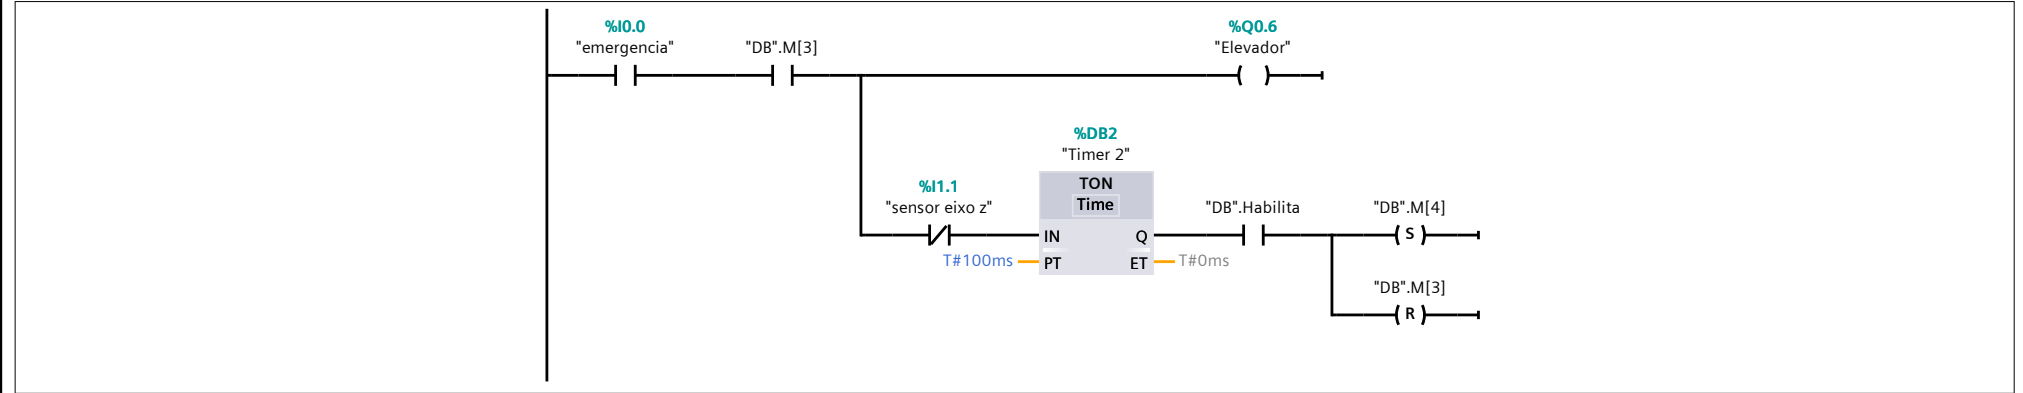 %I0.0
"emergencia"
"DB".M[3]
%Q0.6
"Elevador"
%DB2
"Timer 2"
TON
Time
%I1.1
"sensor eixo z"
IN
T#100ms
PT
Q
ET
T#0ms
"DB".Habilita
"DB".M[4]
S
"DB".M[3]
R